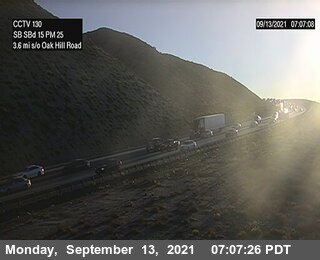 CCTV 130
SB SBd 15 PM 25
3.6 mi s/o Oak Hill Road
09/13/2021 07:07:08
Monday, September 13, 2021 07:07:26 PDT